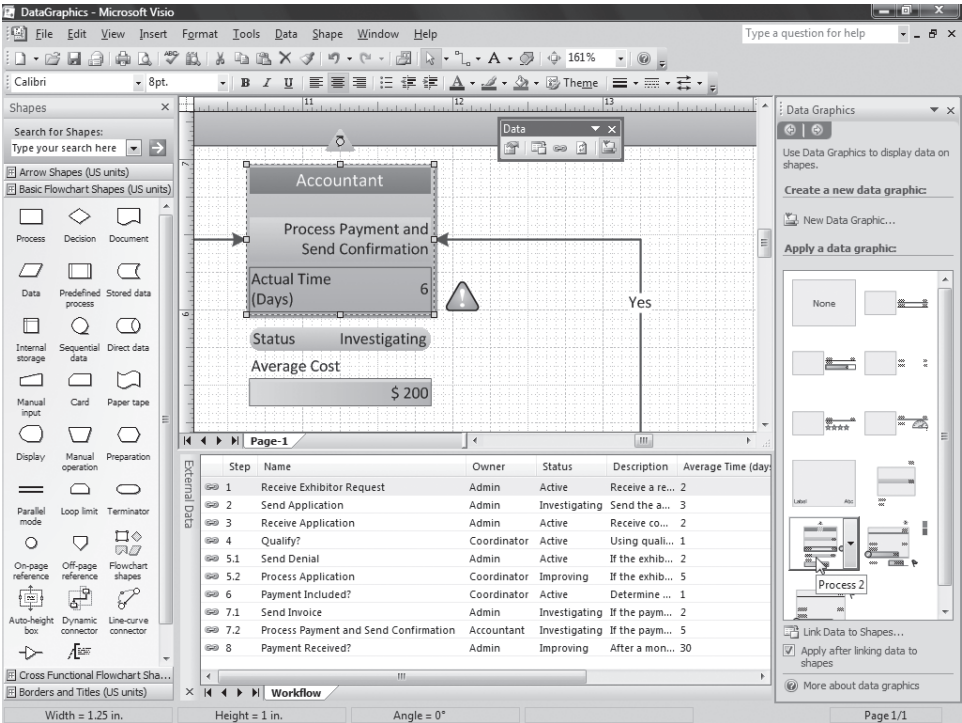 DataGraphics - Microsoft Visio
File Edit View Insert Format Tools Data Shape Window Help
Type a question for help
161%
Calibri
8pt.
B I U
A
Theme
Shapes
Search for Shapes:
Type your search here
Arrow Shapes (US units)
Basic Flowchart Shapes (US units)
Process Decision Document
Data Predefined process Stored data
Internal storage Sequential data Direct data
Manual input Card Paper tape
Display Manual operation Preparation
Parallel mode Loop limit Terminator
On-page reference Off-page reference Flowchart shapes
Auto-height box Dynamic connector Line-curve connector
Cross Functional Flowchart Sha...
Borders and Titles (US units)
11 12 13
Data
Accountant
Process Payment and
Send Confirmation
Actual Time
(Days)
6
Yes
Status Investigating
Average Cost
$ 200
Page-1
External Data
Step Name Owner Status Description Average Time (day
1 Receive Exhibitor Request Admin Active Receive a re... 2
2 Send Application Admin Investigating Send the a... 3
3 Receive Application Admin Active Receive co... 2
4 Qualify? Coordinator Active Using quali... 1
5.1 Send Denial Admin Active If the exhib... 2
5.2 Process Application Coordinator Improving If the exhib... 5
6 Payment Included? Coordinator Active Determine ... 1
7.1 Send Invoice Admin Investigating If the paym... 2
7.2 Process Payment and Send Confirmation Accountant Investigating If the paym... 5
8 Payment Received? Admin Improving After a mon... 30
Workflow
Data Graphics
Use Data Graphics to display data on
shapes.
Create a new data graphic:
New Data Graphic...
Apply a data graphic:
None
Label Abc
Process 2
Link Data to Shapes...
Apply after linking data to
shapes
More about data graphics
Width = 1.25 in. Height = 1 in. Angle = 0° Page 1/1